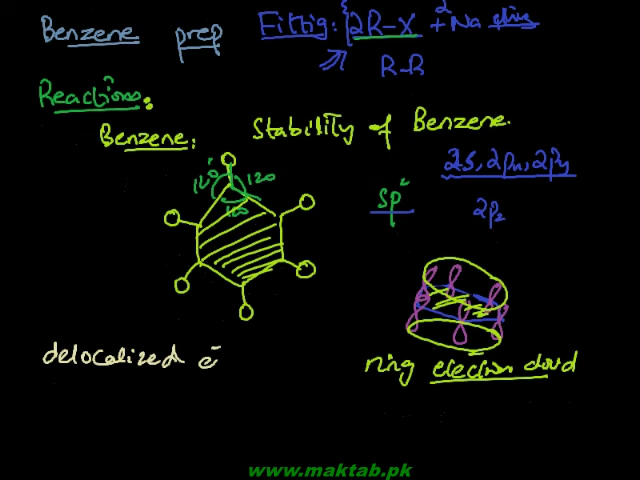 Benzene prep Fittig: {2R-X + 2Na
R-R
Reactions:
Benzene: Stability of Benzene.
120 120
120
sp² 2s, 2px, 2py
2pz
delocalized e⁻
ring electron cloud
www.maktab.pk